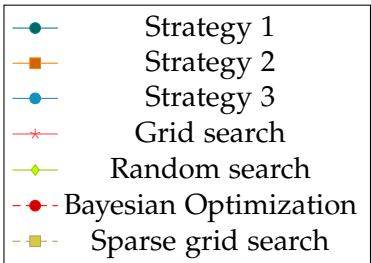 Strategy 1
Strategy 2
Strategy 3
Grid search
Random search
Bayesian Optimization
Sparse grid search